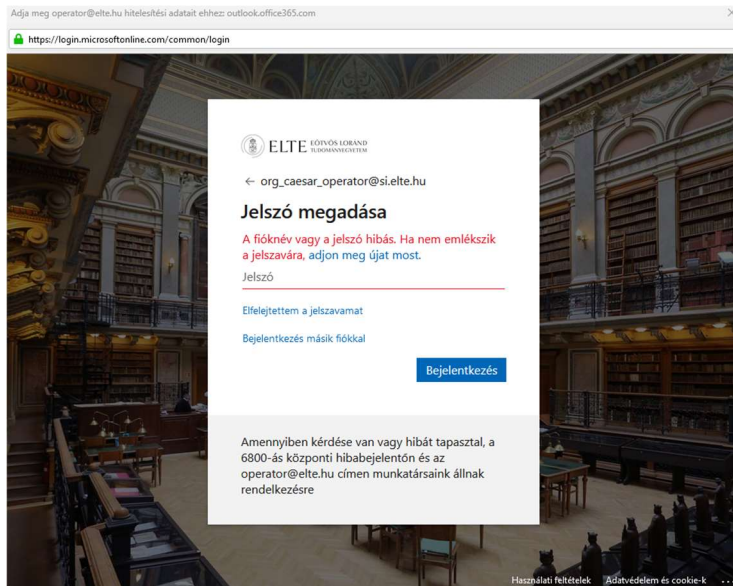 Adja meg operator@elte.hu hitelesítési adatait ehhez: outlook.office365.com
https://login.microsoftonline.com/common/login
ELTE EÖTVÖS LORÁND
TUDOMÁNYEGYETEM
← org_caesar_operator@si.elte.hu
Jelszó megadása
A fióknév vagy a jelszó hibás. Ha nem emlékszik
a jelszavára, adjon meg újat most.
Jelszó
Elfelejtettem a jelszavamat
Bejelentkezés másik fiókkal
Bejelentkezés
Amennyiben kérdése van vagy hibát tapasztal, a
6800-ás központi hibabejelentőn és az
operator@elte.hu címen munkatársaink állnak
rendelkezésre
Használati feltételek Adatvédelem és cookie-k ...